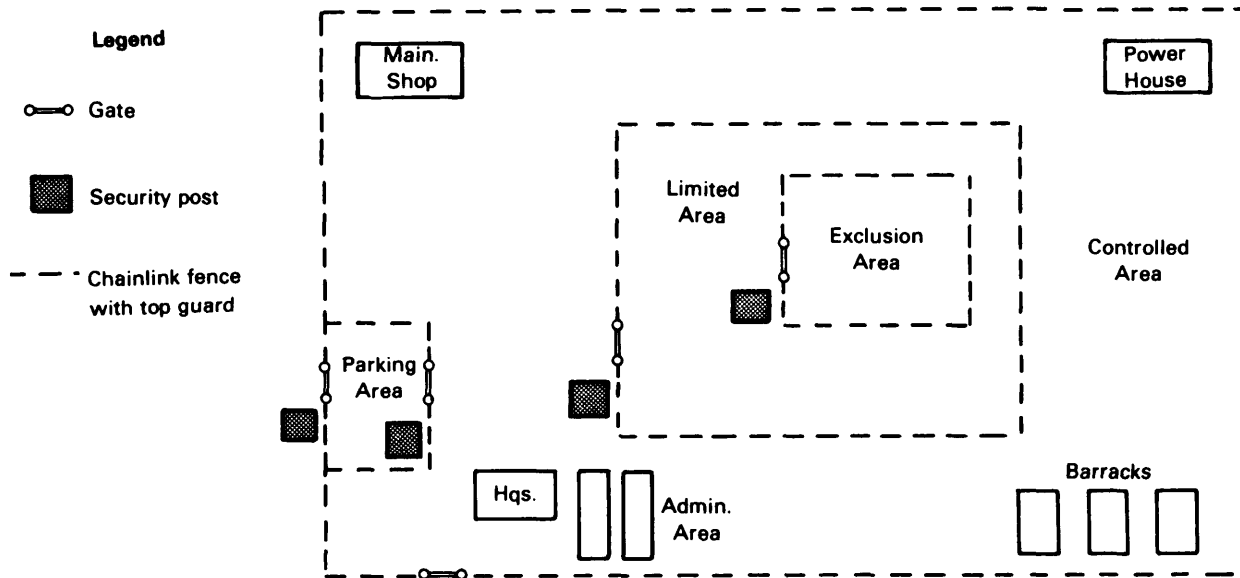 Legend
Gate
Security post
Chainlink fence
with top guard
Main.
Shop
Power
House
Limited
Area
Exclusion
Area
Controlled
Area
Parking
Area
Hqs.
Admin.
Area
Barracks